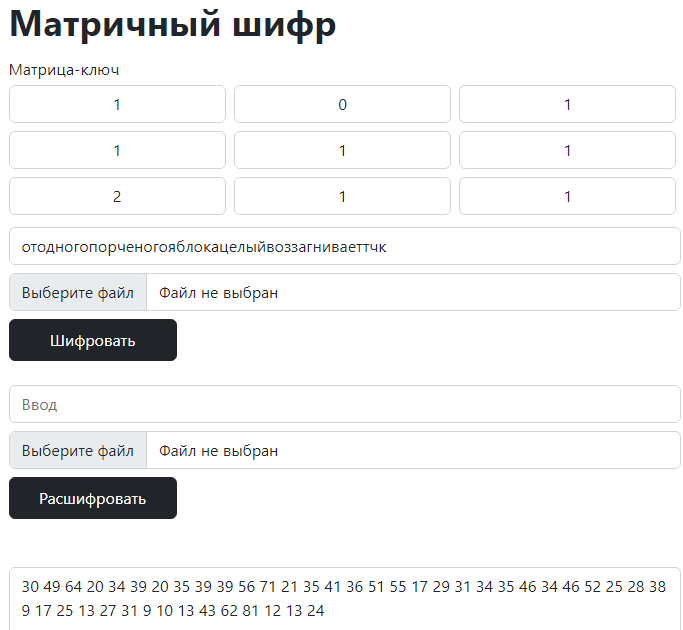 Матричный шифр
Матрица-ключ
1 0 1
1 1 1
2 1 1
отодногопорченогояблокацелыйвоззагниваеттчк
Выберите файл Файл не выбран
Шифровать
Ввод
Выберите файл Файл не выбран
Расшифровать
30 49 64 20 34 39 20 35 39 39 56 71 21 35 41 36 51 55 17 29 31 34 35 46 34 46 52 25 28 38
9 17 25 13 27 31 9 10 13 43 62 81 12 13 24